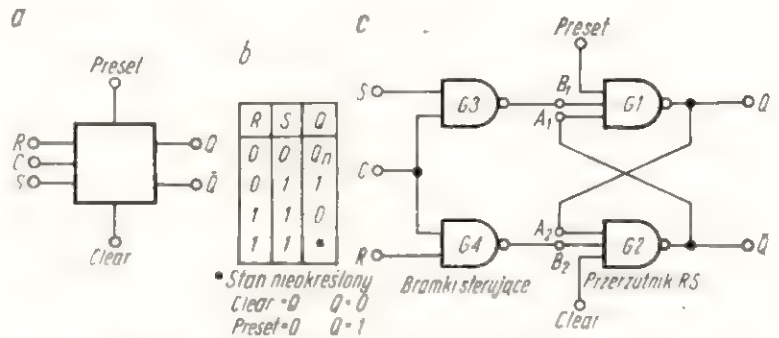 a
Preset
R
C
S
Q
Q̄
Clear
b
R S Q
0 0 Qn
0 1 1
1 1 0
1 1 •
• Stan nieokreślony
Clear=0 Q=0
Preset=0 Q=1
c
Preset
S
G3
B1
G1
Q
A1
C
A2
G4
B2
G2
Q̄
R
Bramki sterujące
Przerzutnik RS
Clear